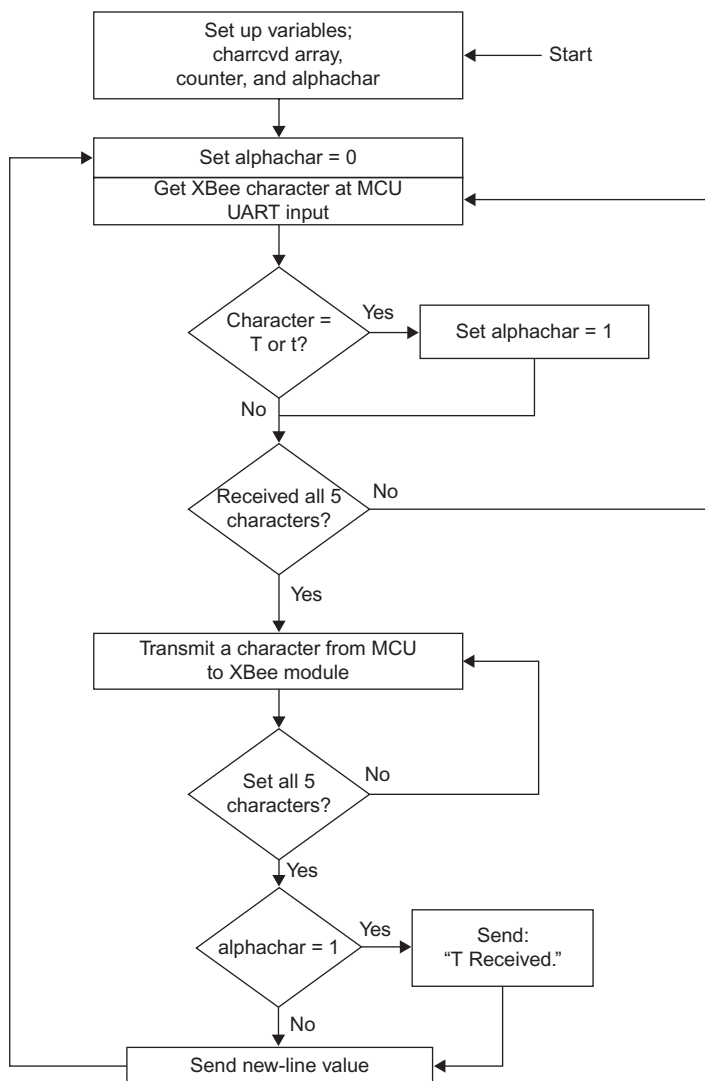 Set up variables;
charrcvd array,
counter, and alphachar
Start
Set alphachar = 0
Get XBee character at MCU
UART input
Character =
T or t?
Yes
Set alphachar = 1
No
Received all 5
characters?
No
Yes
Transmit a character from MCU
to XBee module
Set all 5
characters?
No
Yes
alphachar = 1
Yes
Send:
“T Received.”
No
Send new-line value